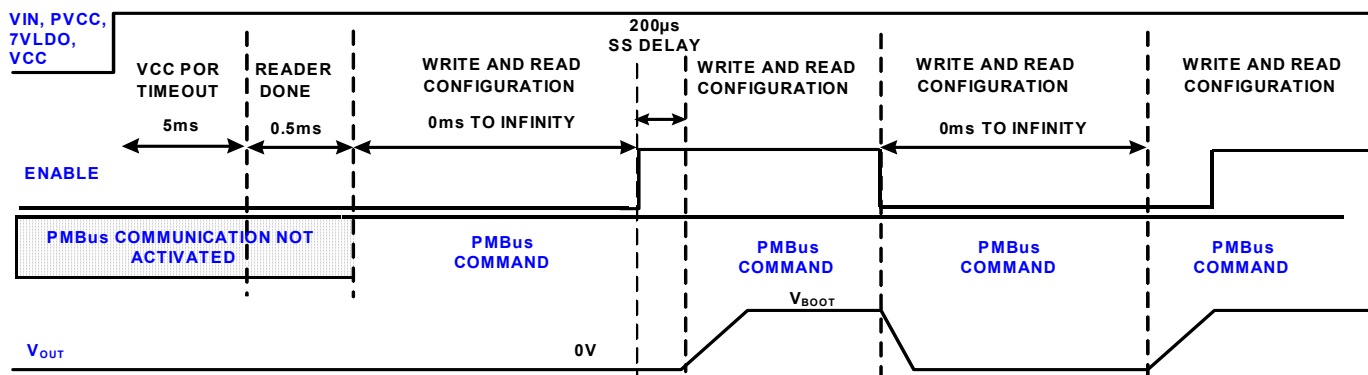 VIN, PVCC,
7VLDO,
VCC
VCC POR
TIMEOUT
5ms
READER
DONE
0.5ms
WRITE AND READ
CONFIGURATION
0ms TO INFINITY
200µs
SS DELAY
WRITE AND READ
CONFIGURATION
WRITE AND READ
CONFIGURATION
0ms TO INFINITY
WRITE AND READ
CONFIGURATION
ENABLE
PMBus COMMUNICATION NOT
ACTIVATED
PMBus
COMMAND
PMBus
COMMAND
PMBus
COMMAND
PMBus
COMMAND
VBOOT
VOUT
0V